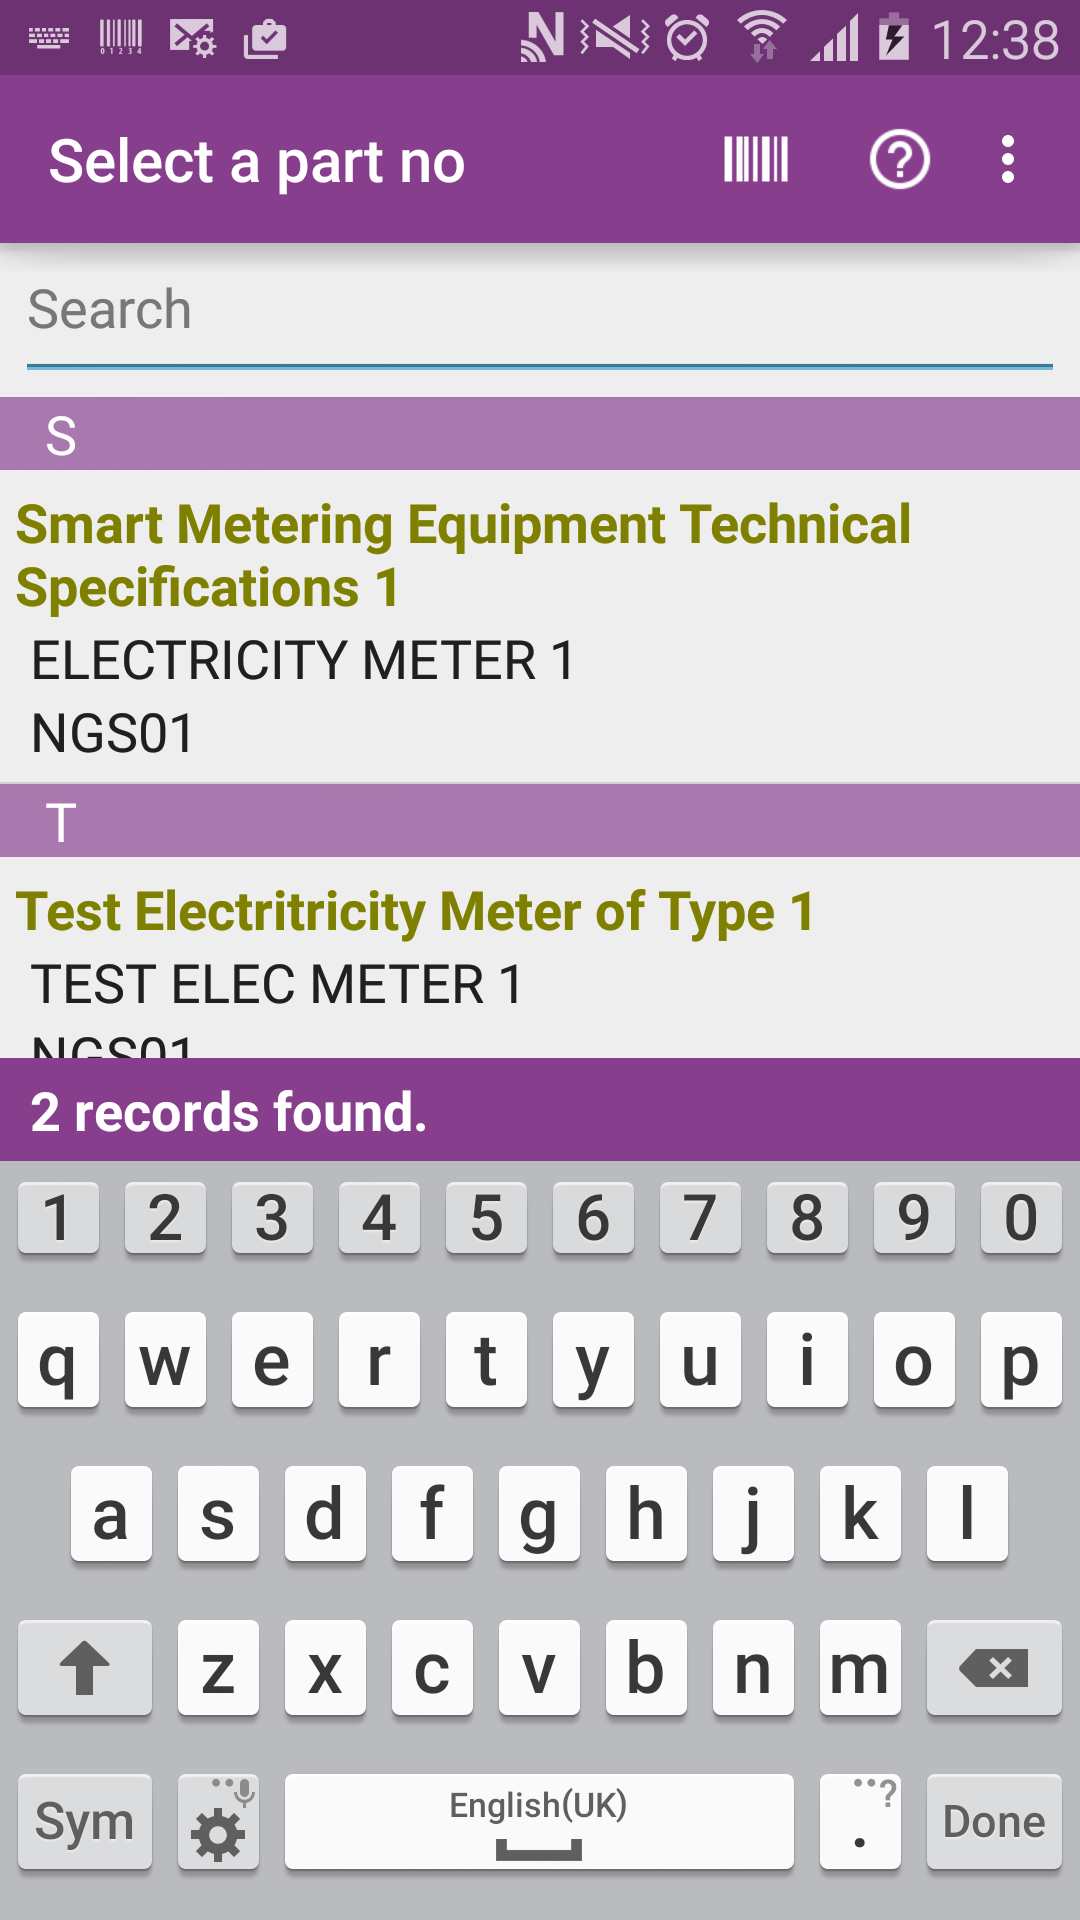 12:38
Select a part no
Search
S
Smart Metering Equipment Technical
Specifications 1
ELECTRICITY METER 1
NGS01
T
Test Electritricity Meter of Type 1
TEST ELEC METER 1
NGS01
2 records found.
1 2 3 4 5 6 7 8 9 0
q w e r t y u i o p
a s d f g h j k l
z x c v b n m
Sym English(UK) . ? Done